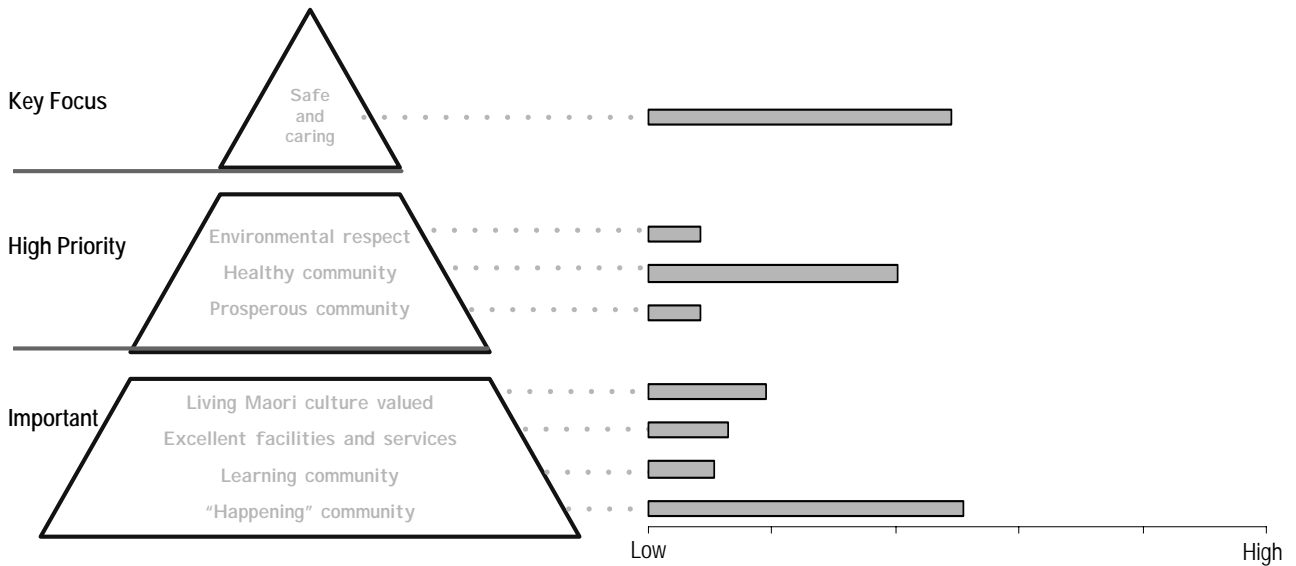 Key Focus
Safe
and
caring
High Priority
Environmental respect
Healthy community
Prosperous community
Important
Living Maori culture valued
Excellent facilities and services
Learning community
“Happening” community
Low
High